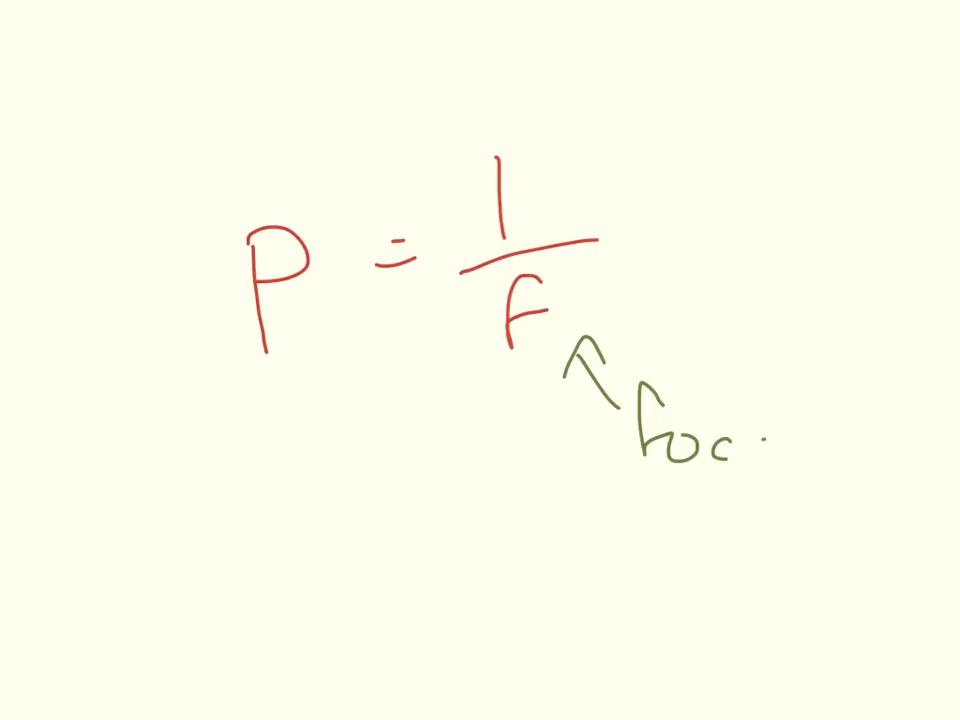 P = 1/F
foc